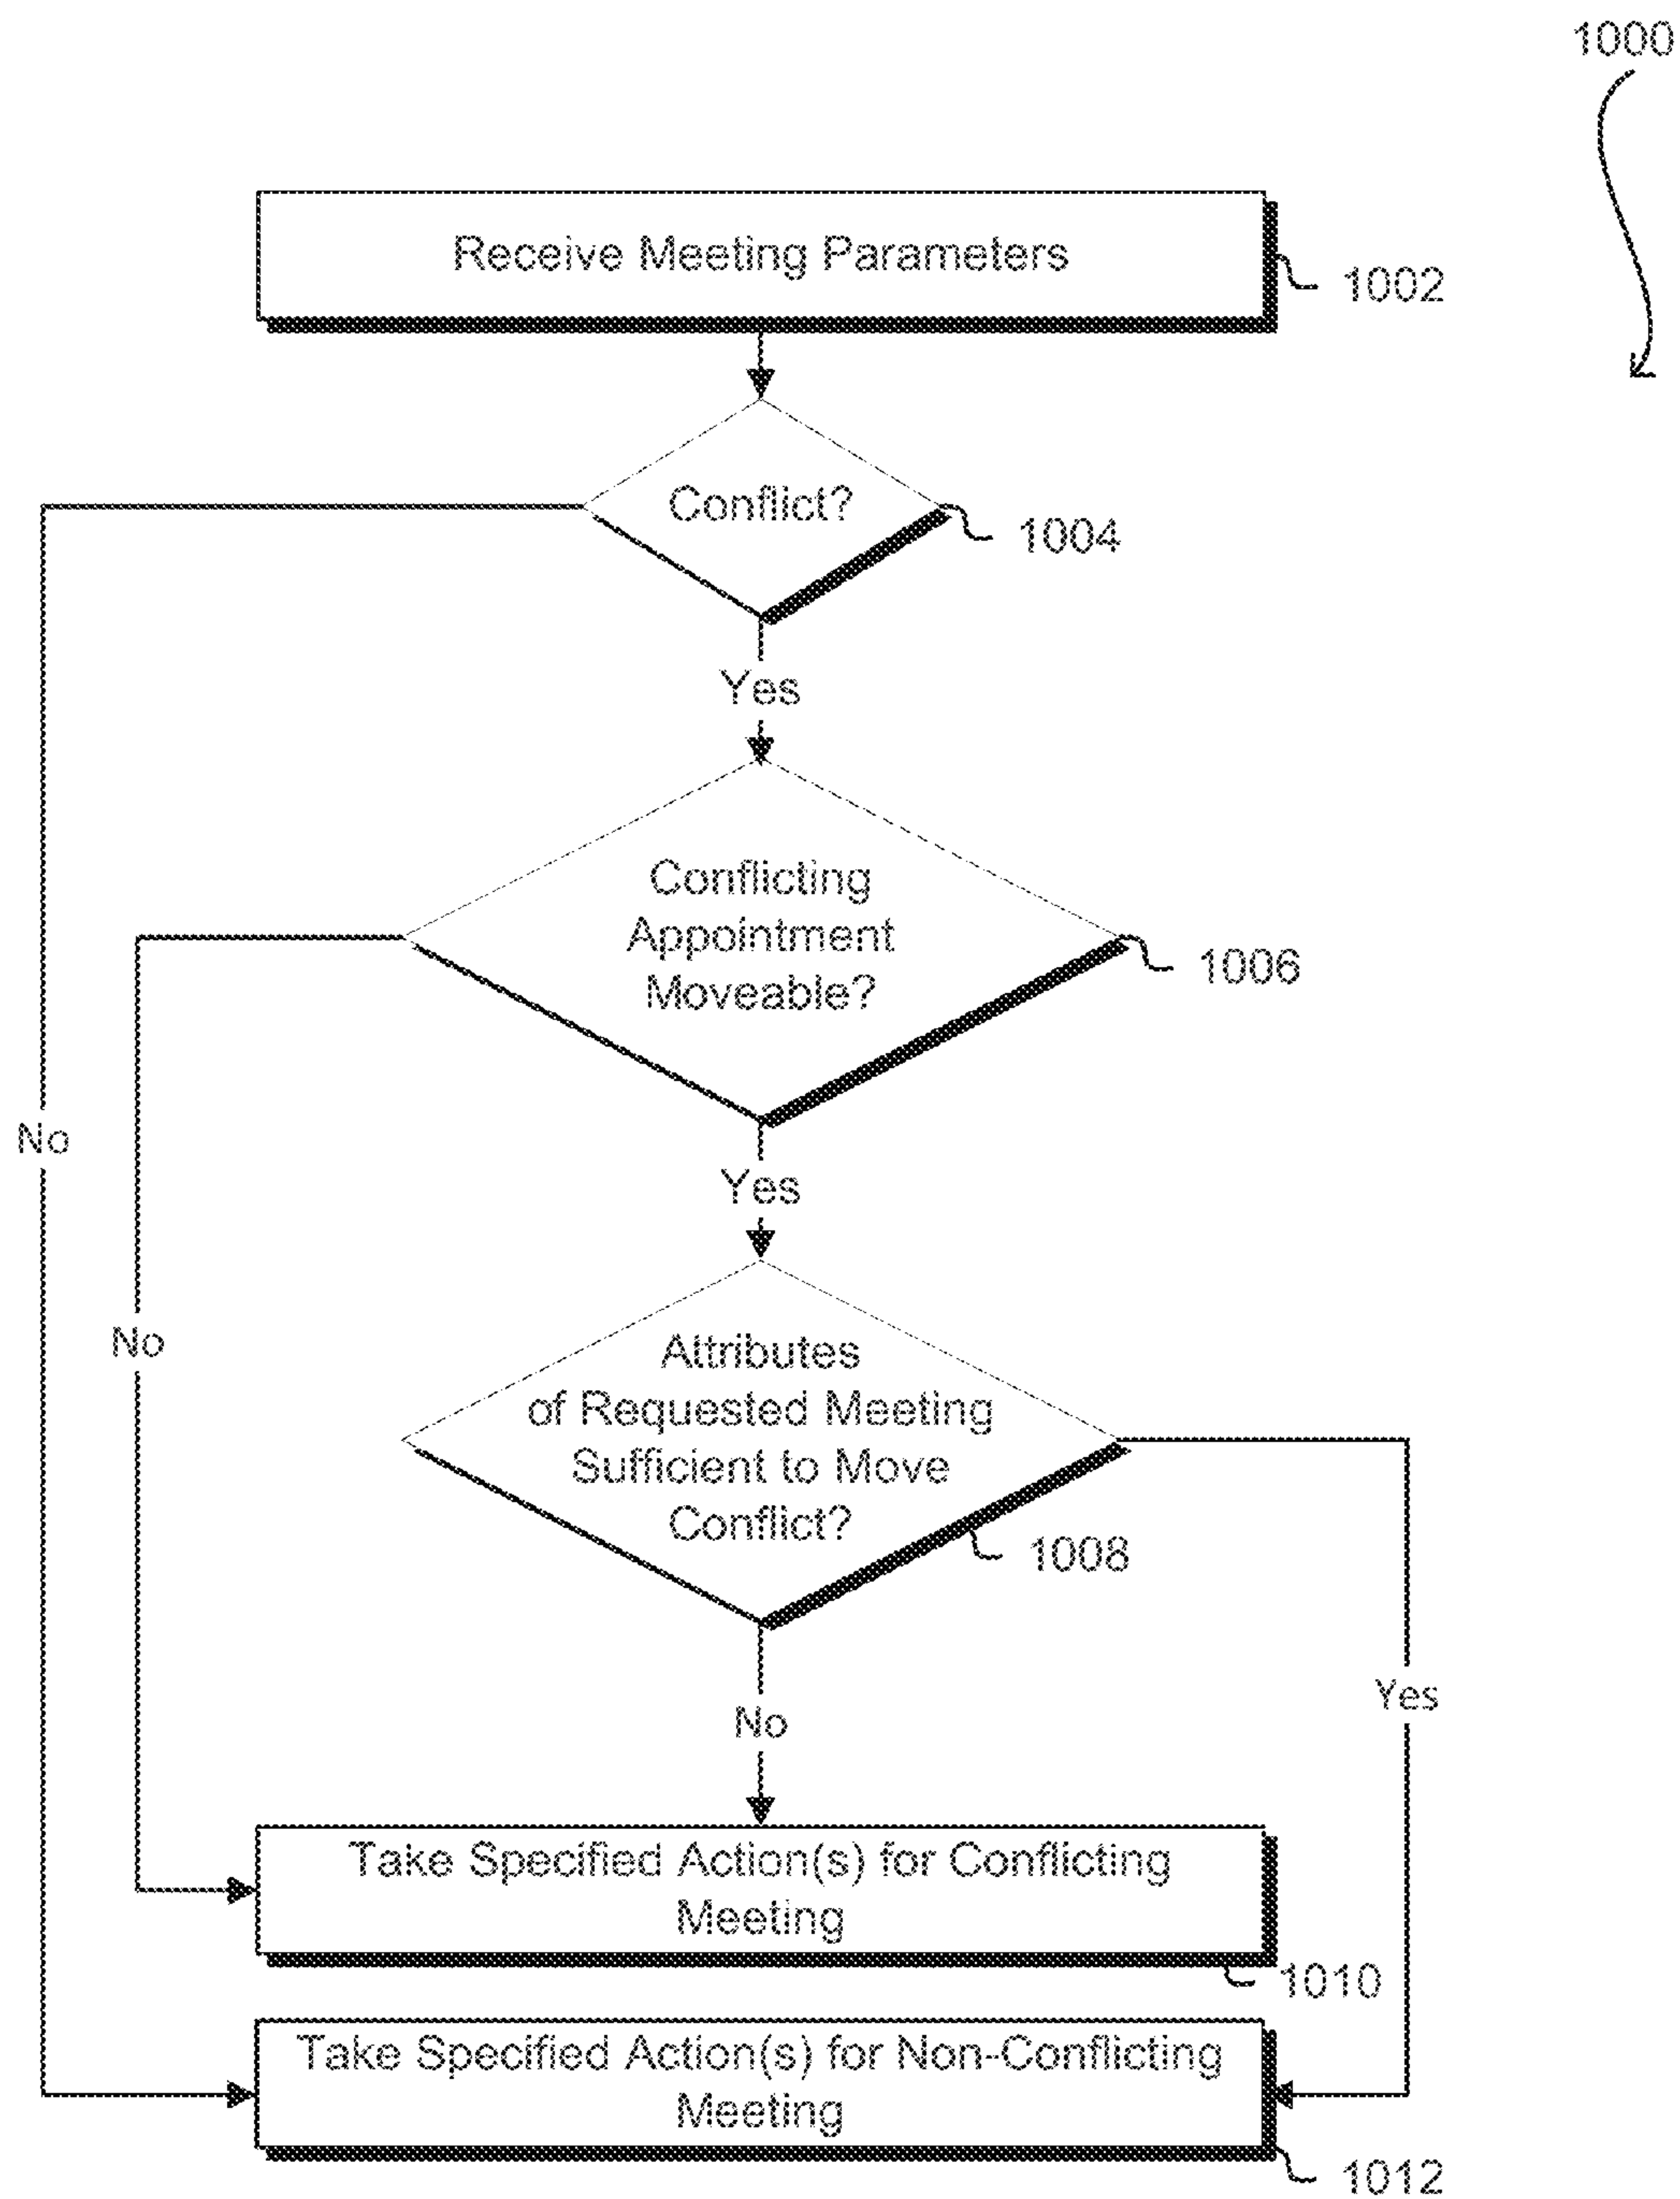 1000
Receive Meeting Parameters
1002
Conflict?
1004
Yes
Conflicting
Appointment
Moveable?
1006
No
Yes
No
Attributes
of Requested Meeting
Sufficient to Move
Conflict?
1008
Yes
No
Take Specified Action(s) for Conflicting
Meeting
1010
Take Specified Action(s) for Non-Conflicting
Meeting
1012